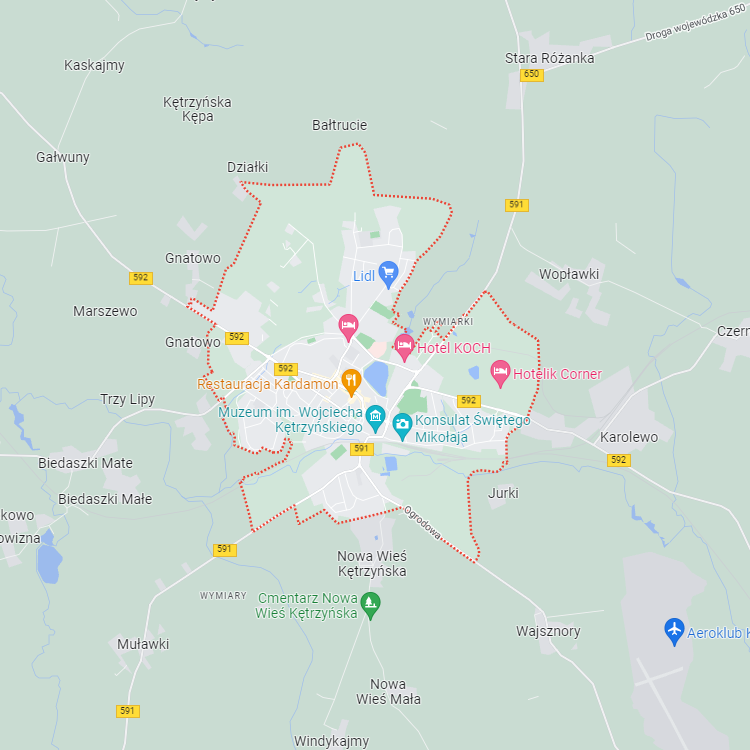 Droga wojewódzka 650
Stara Różanka
650
Kaskajmy
Kętrzyńska
Kępa
Bałtrucie
Gałwuny
Działki
591
Gnatowo
592
Lidl
Wopławki
Marszewo
WYMIARKI
Czern
Gnatowo
592
Hotel KOCH
592
Hotelik Corner
Restauracja Kardamon
Trzy Lipy
592
Muzeum im. Wojciecha
Kętrzyńskiego
Konsulat Świętego
Mikołaja
Karolewo
591
592
Biedaszki Mate
Biedaszki Małe
Jurki
kowo
owizna
Ogrodowa
591
Nowa Wieś
Kętrzyńska
WYMIARY
Cmentarz Nowa
Wieś Kętrzyńska
Wajsznory
Aeroklub K
Muławki
Nowa
Wieś Mała
591
Windykajmy